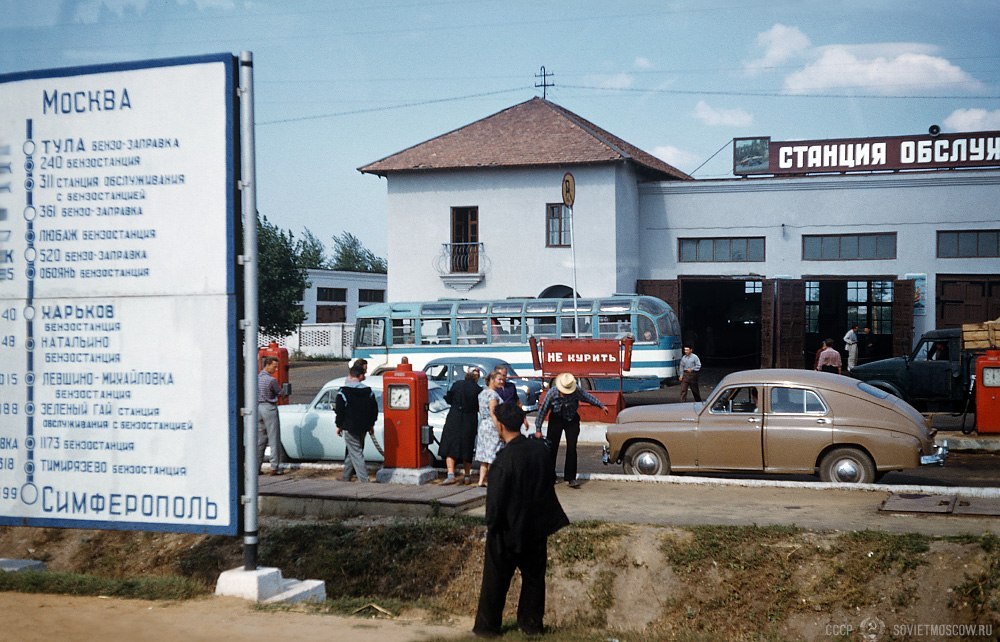 МОСКВА
ТУЛА БЕНЗО-ЗАПРАВКА
240 БЕНЗОСТАНЦИЯ
311 СТАНЦИЯ ОБСЛУЖИВАНИЯ
С БЕНЗОСТАНЦИЕЙ
361 БЕНЗО-ЗАПРАВКА
ЛЮБАЖ БЕНЗОСТАНЦИЯ
520 БЕНЗО-ЗАПРАВКА
ОБОЯНЬ БЕНЗОСТАНЦИЯ
ХАРЬКОВ
БЕНЗОСТАНЦИЯ
НАТАЛЬИНО
БЕНЗОСТАНЦИЯ
ЛЕВШИНО-МИХАЙЛОВКА
БЕНЗОСТАНЦИЯ
ЗЕЛЕНЫЙ ГАЙ СТАНЦИЯ
ОБСЛУЖИВАНИЯ С БЕНЗОСТАНЦИЕЙ
1173 БЕНЗОСТАНЦИЯ
ТИМИРЯЗЕВО БЕНЗОСТАНЦИЯ
СИМФЕРОПОЛЬ
СТАНЦИЯ ОБСЛУЖ
НЕ КУРИТЬ
СССР SOVIETMOSCOW.RU